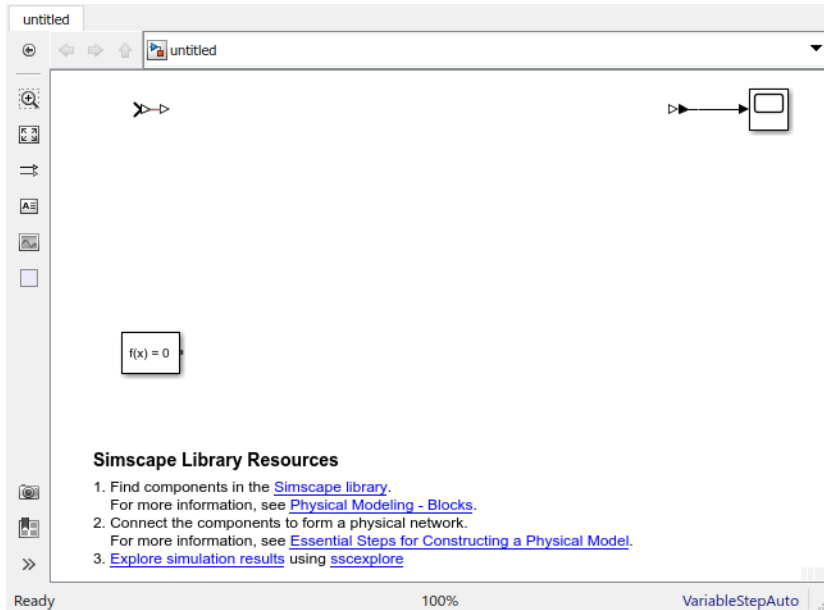 untitled
untitled
f(x) = 0
Simscape Library Resources
1. Find components in the Simscape library.
For more information, see Physical Modeling - Blocks.
2. Connect the components to form a physical network.
For more information, see Essential Steps for Constructing a Physical Model.
3. Explore simulation results using sscexplore
Ready 100% VariableStepAuto